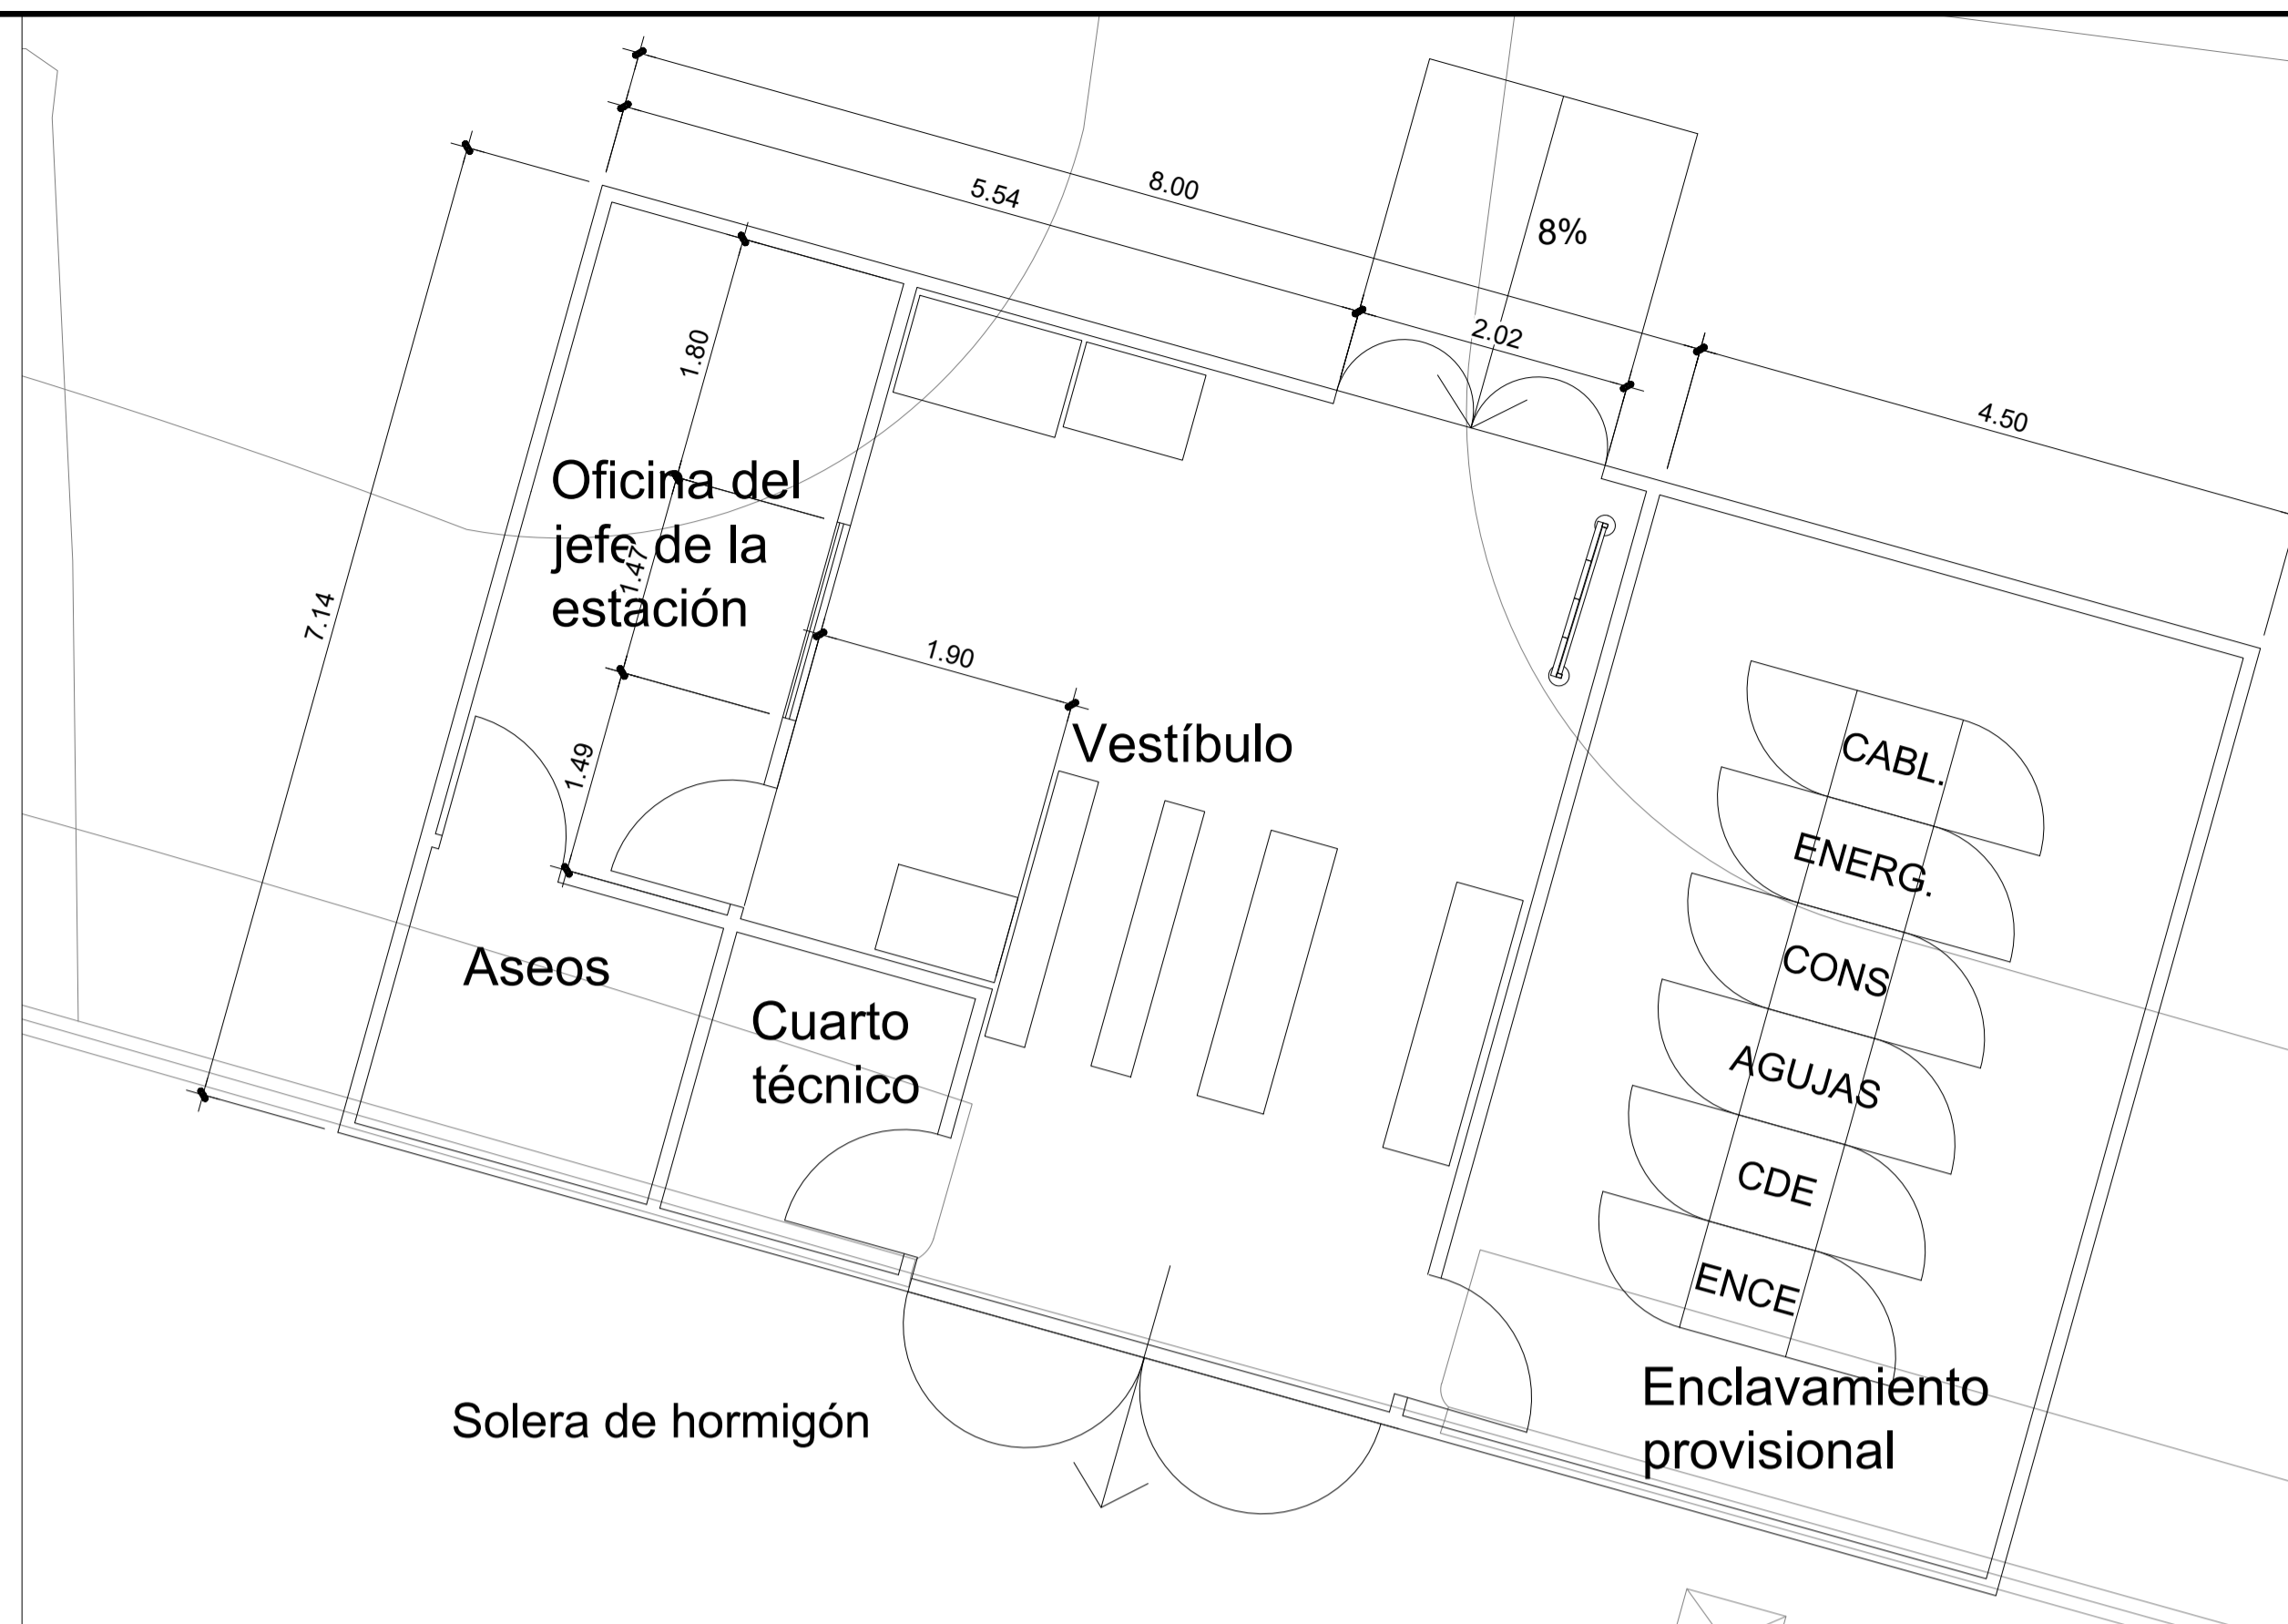 8.00
5.54
8%
2.02
4.50
1.80
Oficina del
jefe de la
estación
1.47
7.14
1.90
1.49
Vestíbulo
CABL.
ENERG.
CONS
AGUJAS
CDE
ENCE
Aseos
Cuarto
técnico
Enclavamiento
provisional
Solera de hormigón